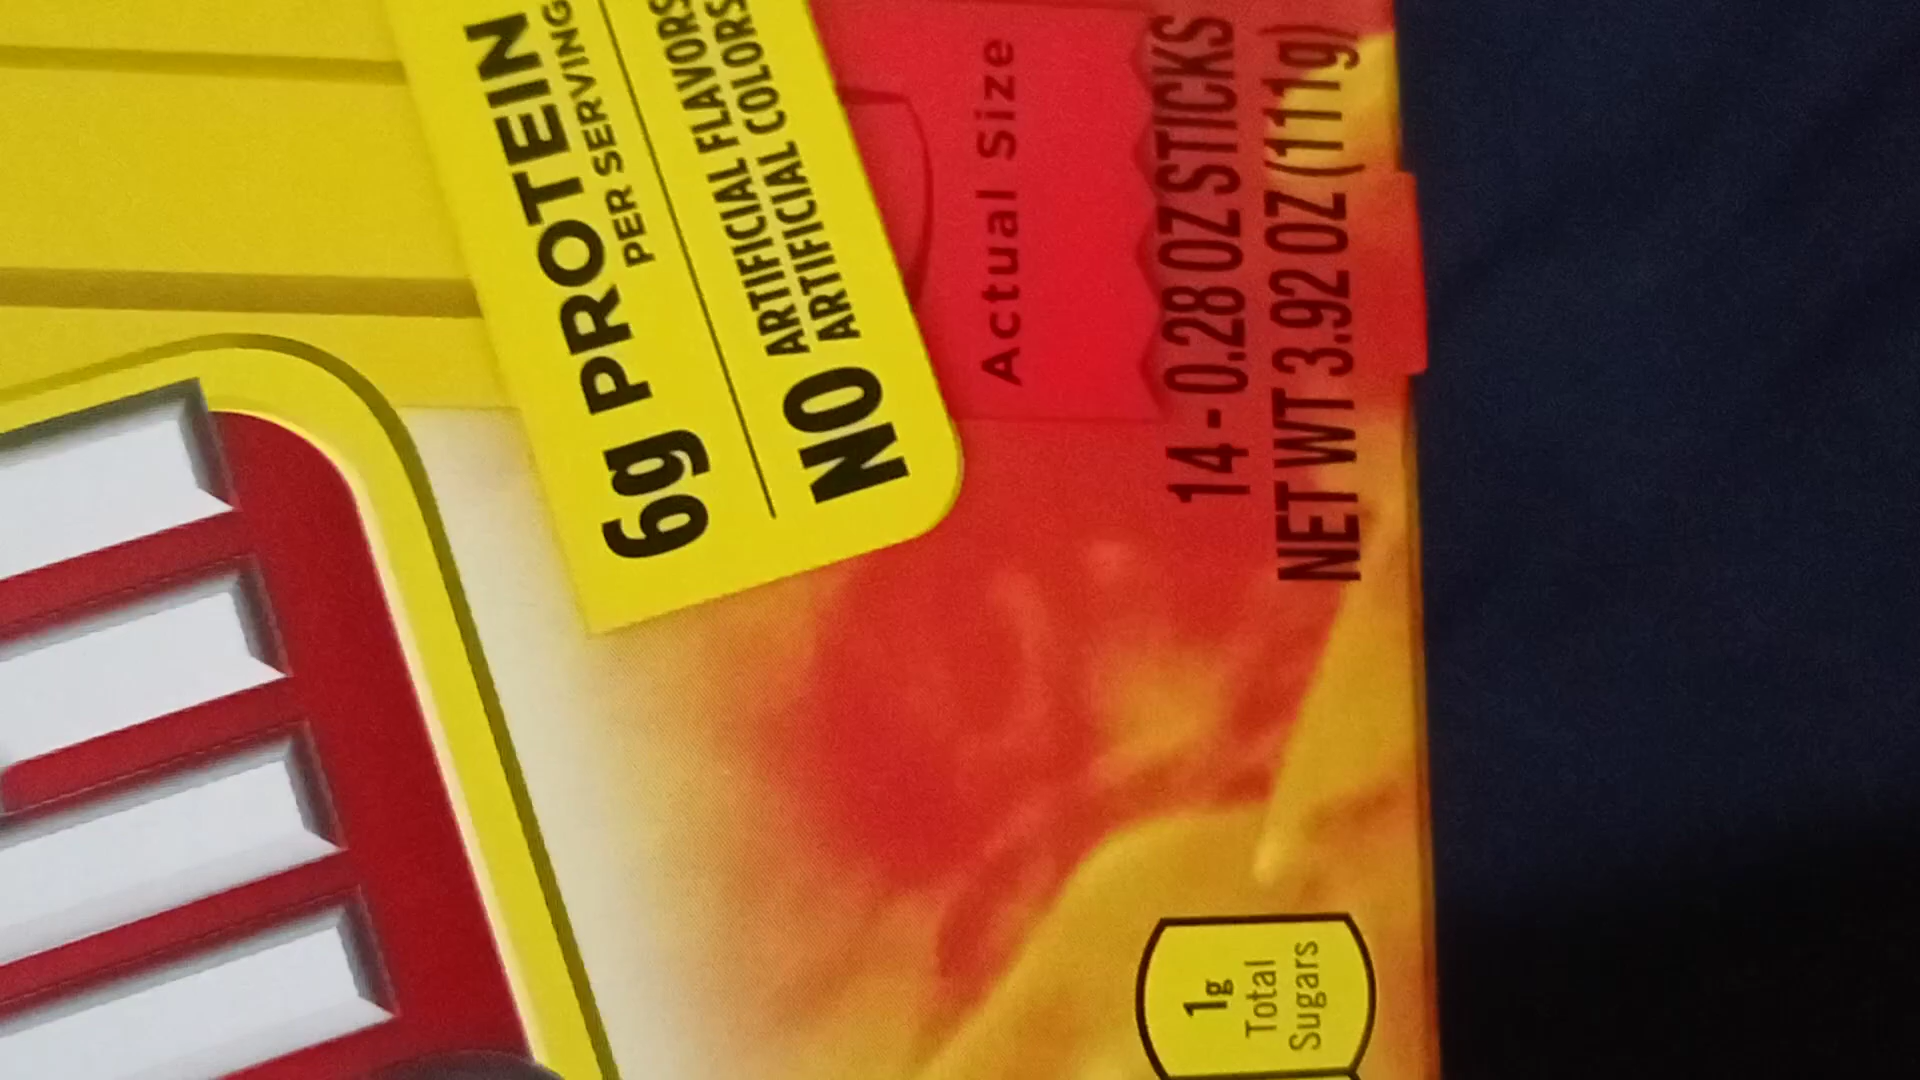 6g PROTEIN
PER SERVING
NO ARTIFICIAL FLAVORS
ARTIFICIAL COLORS
Actual Size
14 - 0.28 OZ STICKS
NET WT 3.92 OZ (111g)
1g
Total
Sugars